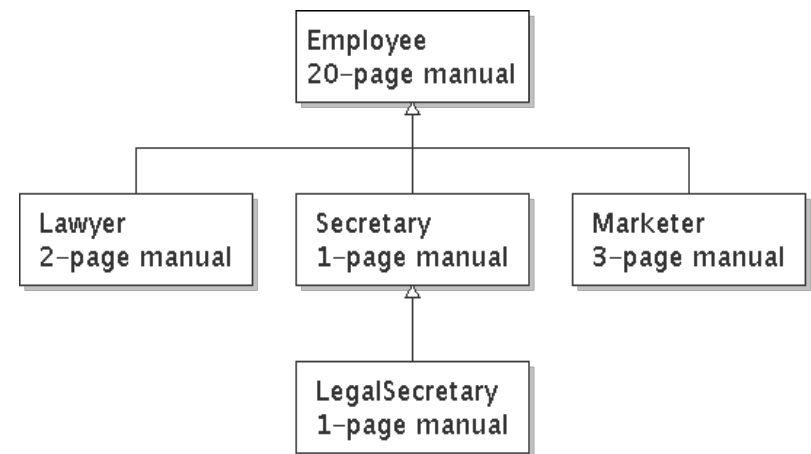 Employee
20-page manual
Lawyer
2-page manual
Secretary
1-page manual
Marketer
3-page manual
LegalSecretary
1-page manual